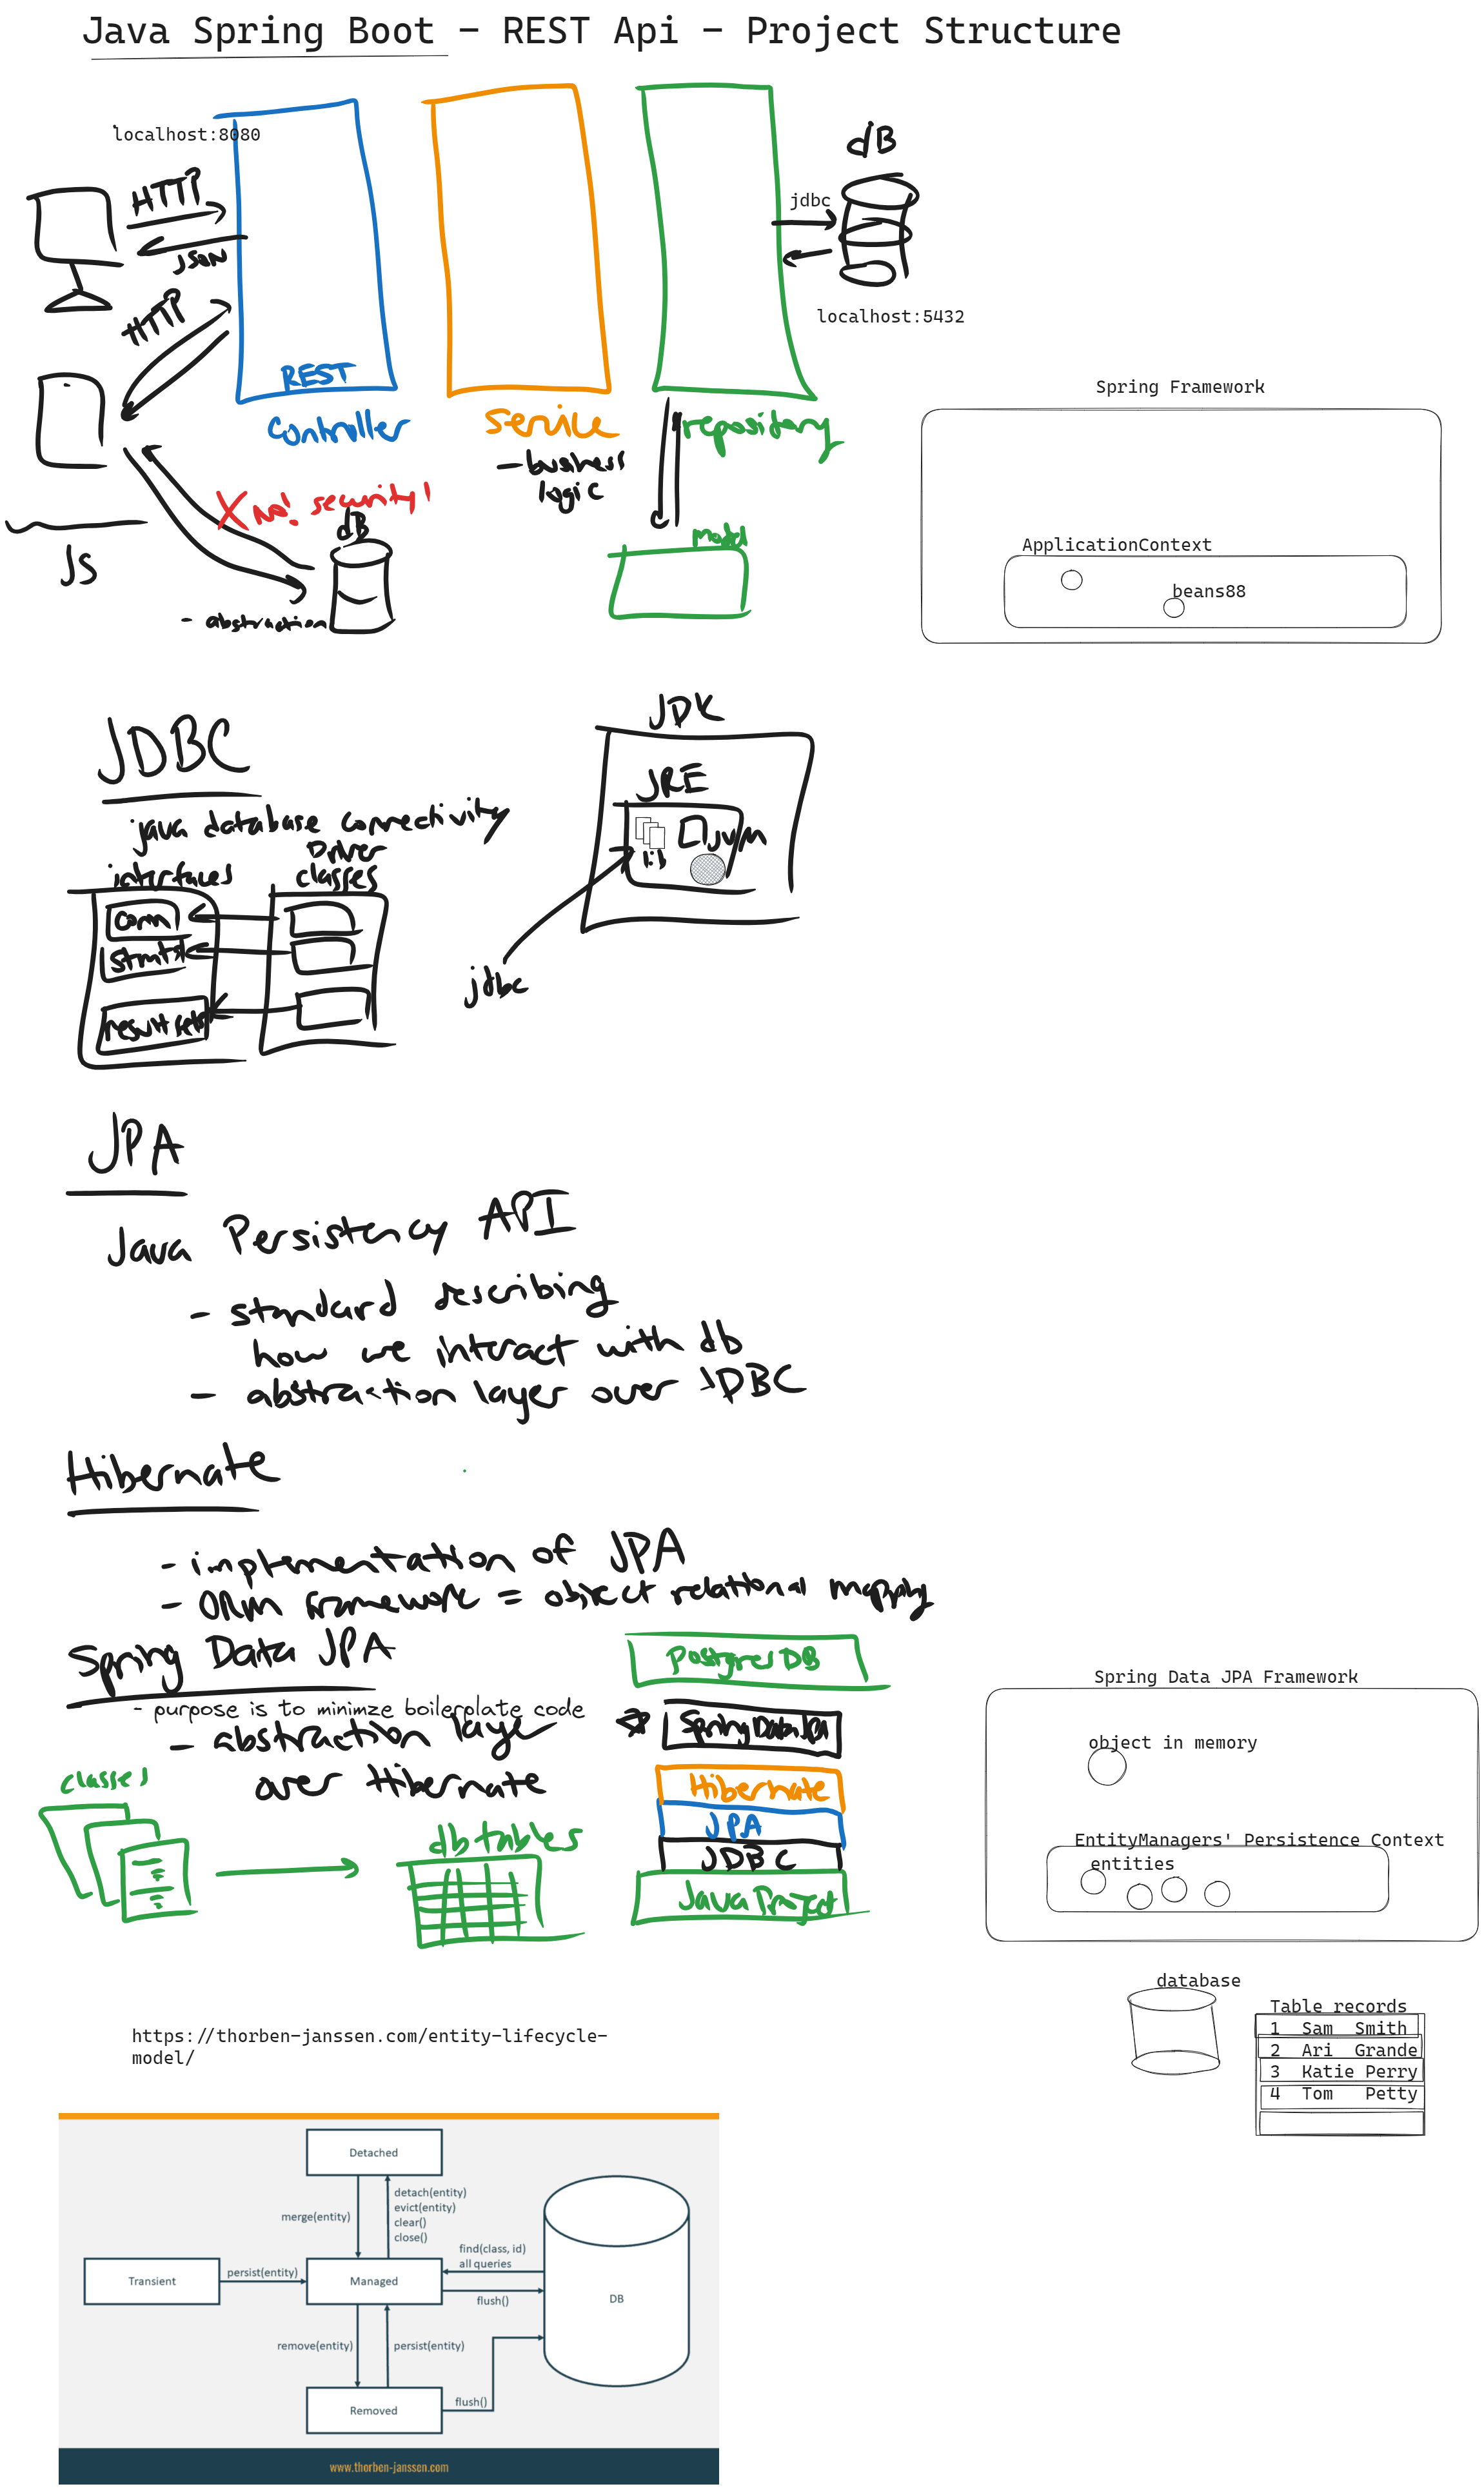 Java Spring Boot - REST Api - Project Structure
localhost:8080
HTTP
JSON
HTTP
JS
REST
Controller
Service
- business
logic
repository
model
jdbc
dB
localhost:5432
X no! security!
dB
- abstraction
Spring Framework
ApplicationContext
beans88
JDBC
java database connectivity
interfaces
Driver
classes
conn
stmts
result sets
JDK
JRE
lib
jvm
jdbc
JPA
Java Persistency API
- standard describing
how we interact with db
- abstraction layer over JDBC
Hibernate
- implementation of JPA
- ORM framework = object relational mapping
Spring Data JPA
- purpose is to minimze boilerplate code
- abstraction layer
over Hibernate
classes
db tables
Postgres DB
Spring Data JPA
Hibernate
JPA
JDBC
Java Project
Spring Data JPA Framework
object in memory
EntityManagers' Persistence Context
entities
database
Table records
1 Sam Smith
2 Ari Grande
3 Katie Perry
4 Tom Petty
https://thorben-janssen.com/entity-lifecycle-
model/
Detached
merge(entity)
detach(entity)
evict(entity)
clear()
close()
Transient
persist(entity)
Managed
find(class, id)
all queries
flush()
DB
remove(entity)
persist(entity)
Removed
flush()
www.thorben-janssen.com